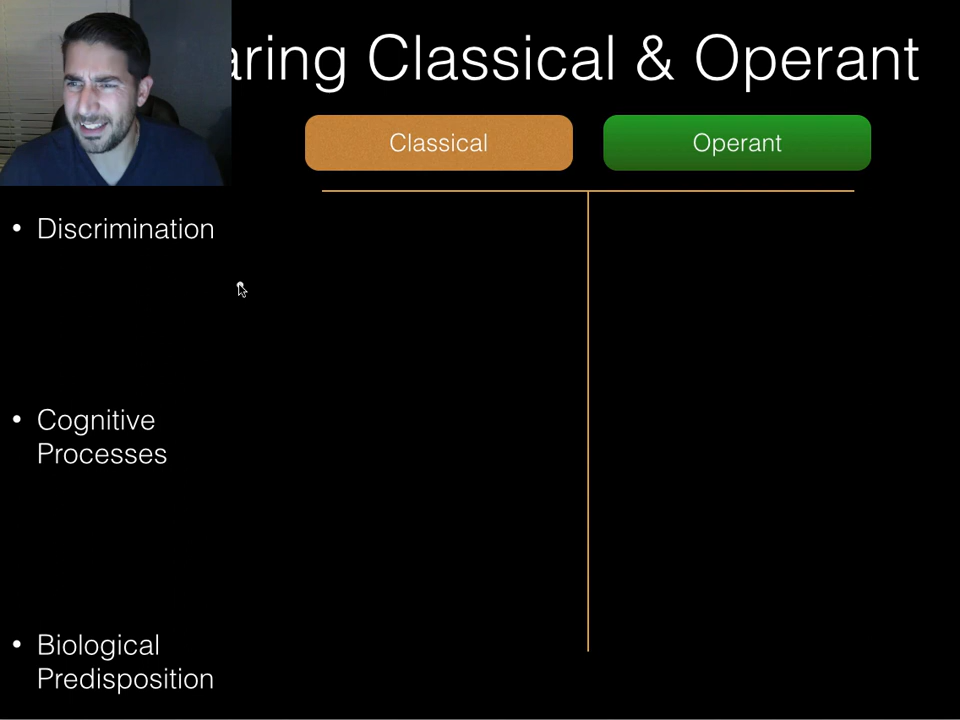 aring Classical & Operant
Classical
Operant
• Discrimination
• Cognitive
Processes
• Biological
Predisposition